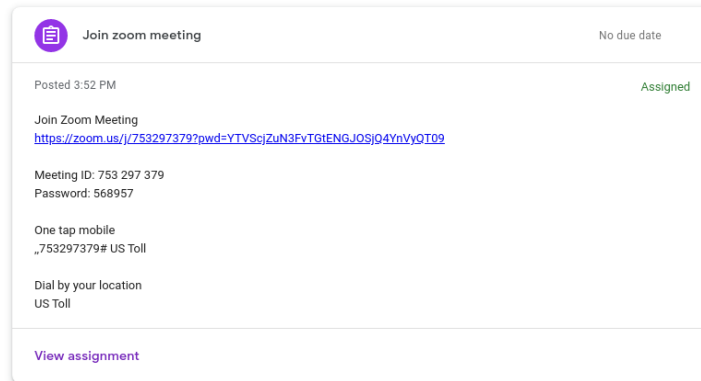 Join zoom meeting
No due date
Posted 3:52 PM
Assigned
Join Zoom Meeting
https://zoom.us/j/753297379?pwd=YTVScjZuN3FvTGtENGJOSjQ4YnVyQT09
Meeting ID: 753 297 379
Password: 568957
One tap mobile
,,753297379# US Toll
Dial by your location
US Toll
View assignment